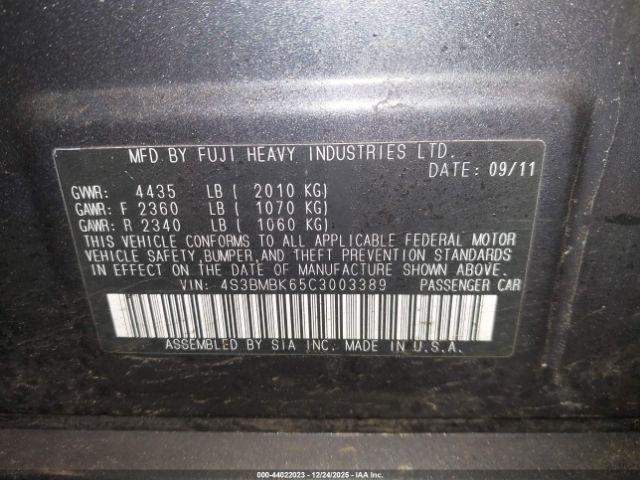 MFD. BY FUJI HEAVY INDUSTRIES LTD.
DATE: 09/11
GVWR: 4435 LB ( 2010 KG)
GAWR: F 2360 LB ( 1070 KG)
GAWR: R 2340 LB ( 1060 KG)
THIS VEHICLE CONFORMS TO ALL APPLICABLE FEDERAL MOTOR
VEHICLE SAFETY, BUMPER, AND THEFT PREVENTION STANDARDS
IN EFFECT ON THE DATE OF MANUFACTURE SHOWN ABOVE.
VIN: 4S3BMBK65C3003389 PASSENGER CAR
ASSEMBLED BY SIA INC. MADE IN U.S.A.
000-44022023 - 12/24/2025 - IAA Inc.